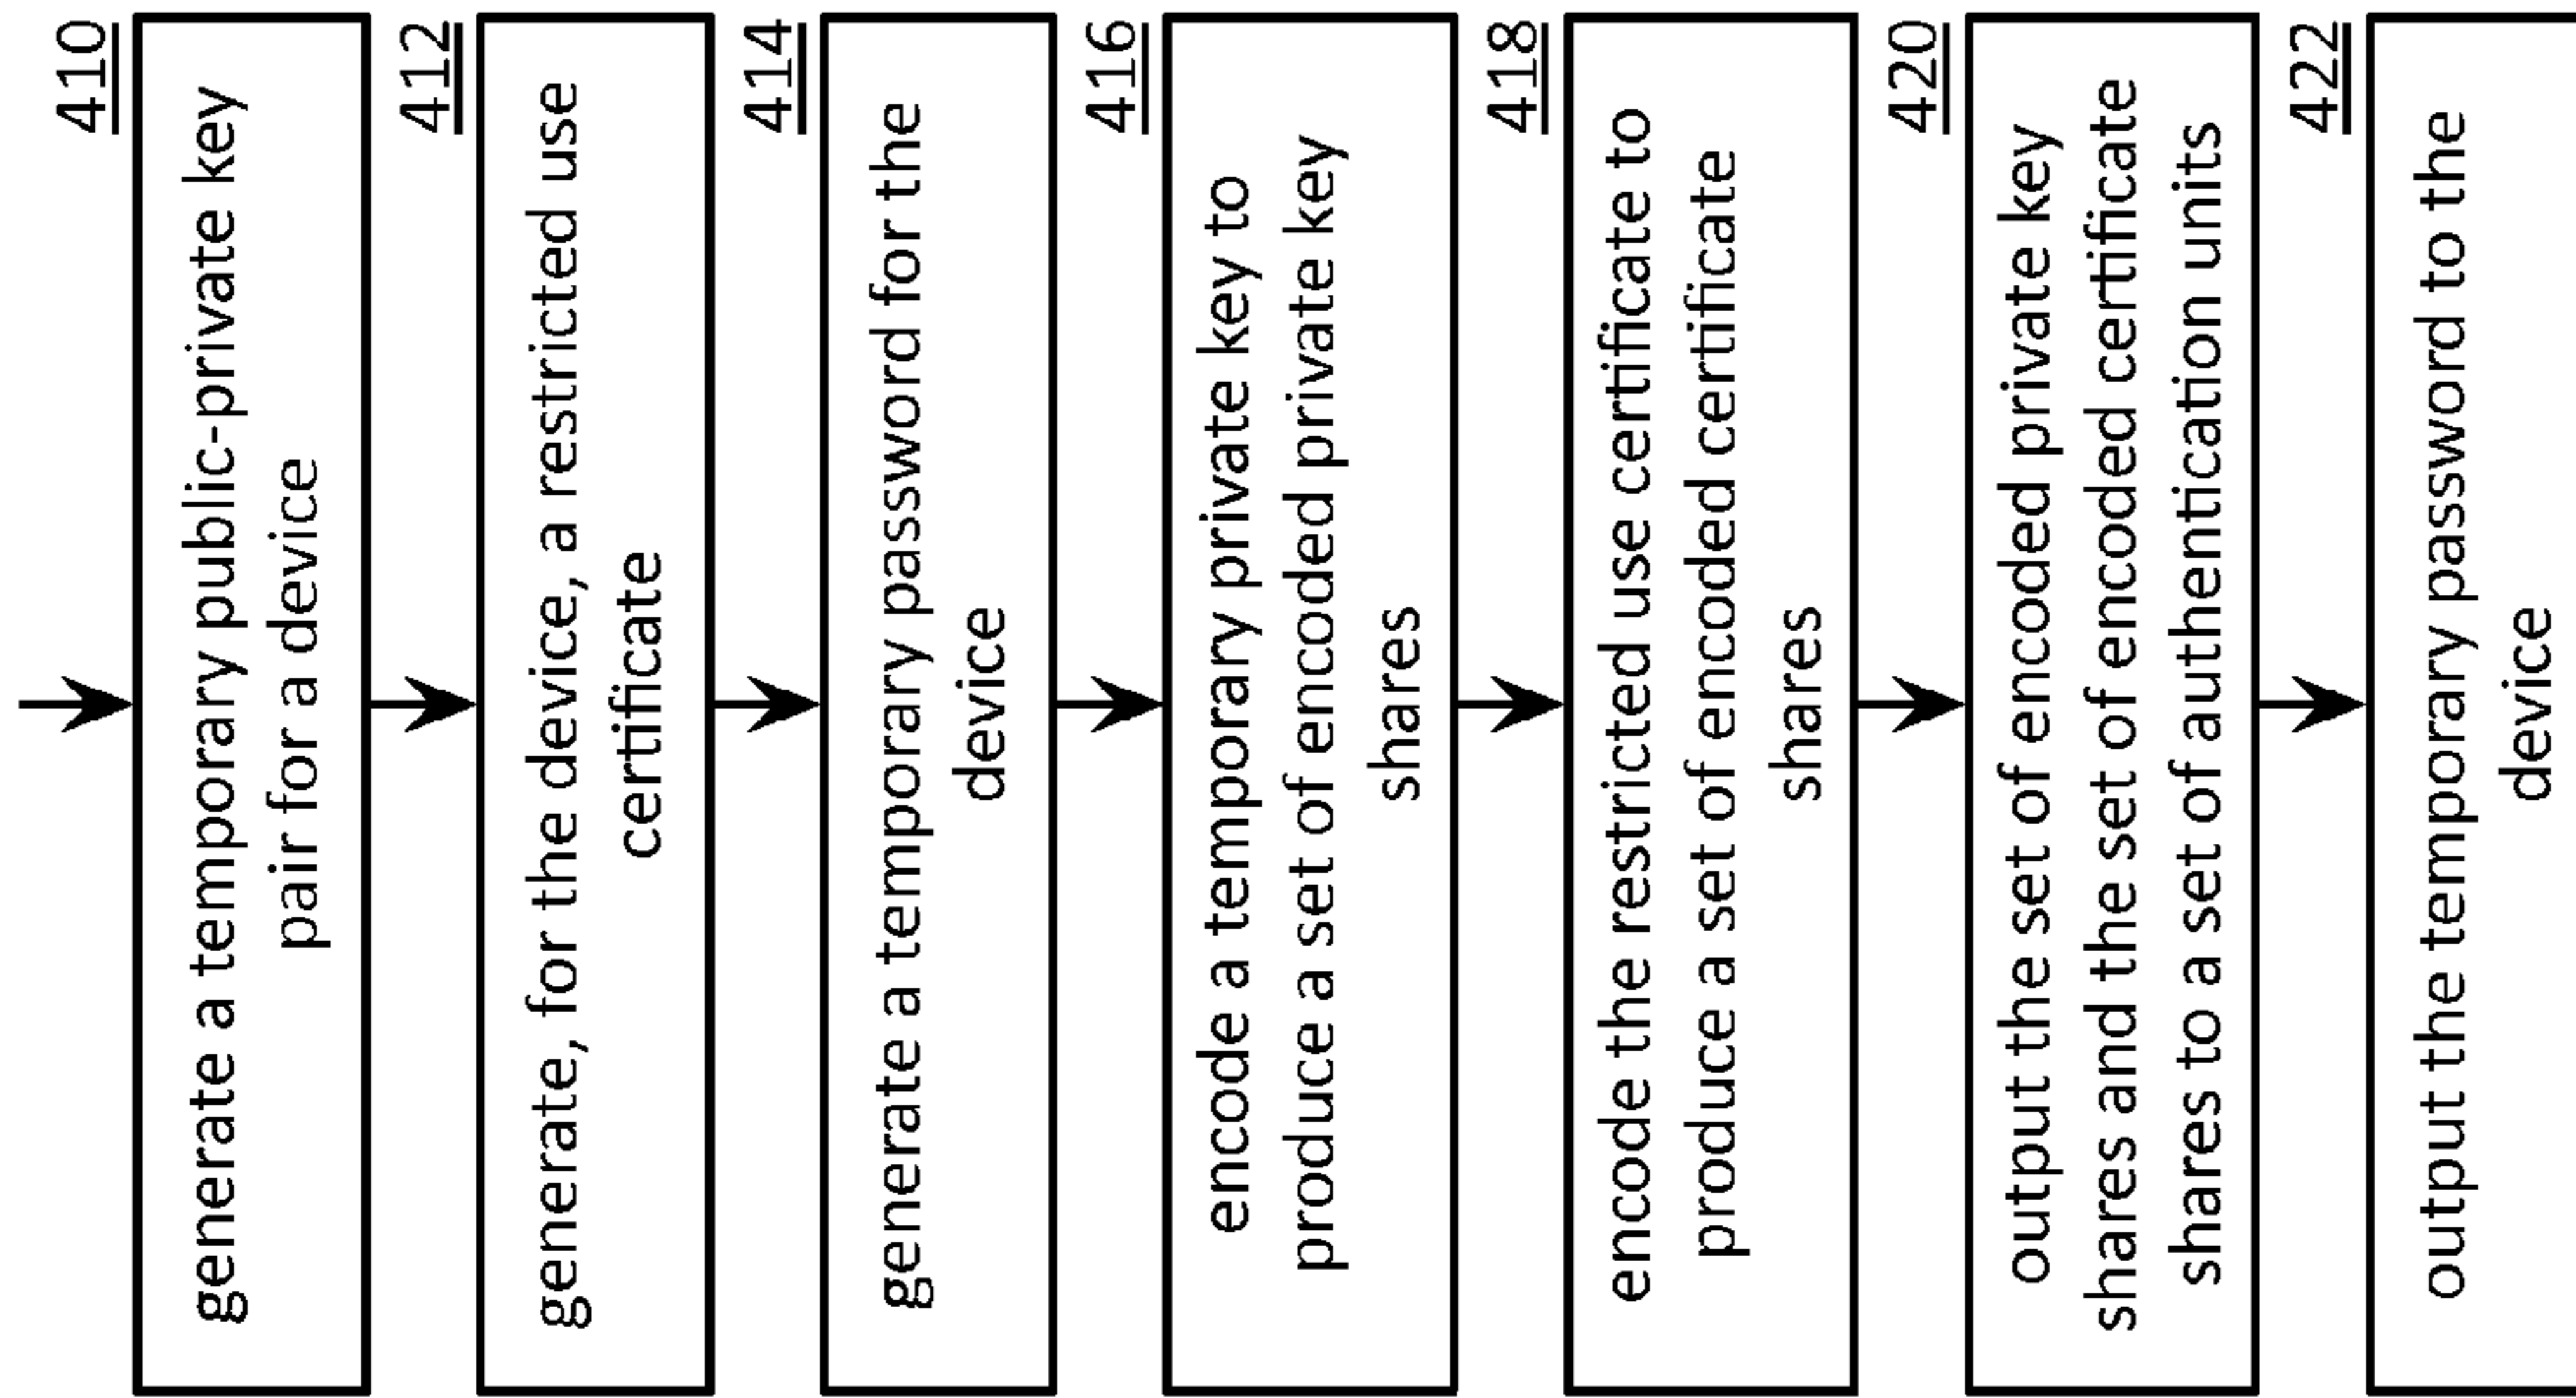 410
generate a temporary public-private key
pair for a device
412
generate, for the device, a restricted use
certificate
414
generate a temporary password for the
device
416
encode a temporary private key to
produce a set of encoded private key
shares
418
encode the restricted use certificate to
produce a set of encoded certificate
shares
420
output the set of encoded private key
shares and the set of encoded certificate
shares to a set of authentication units
422
output the temporary password to the
device